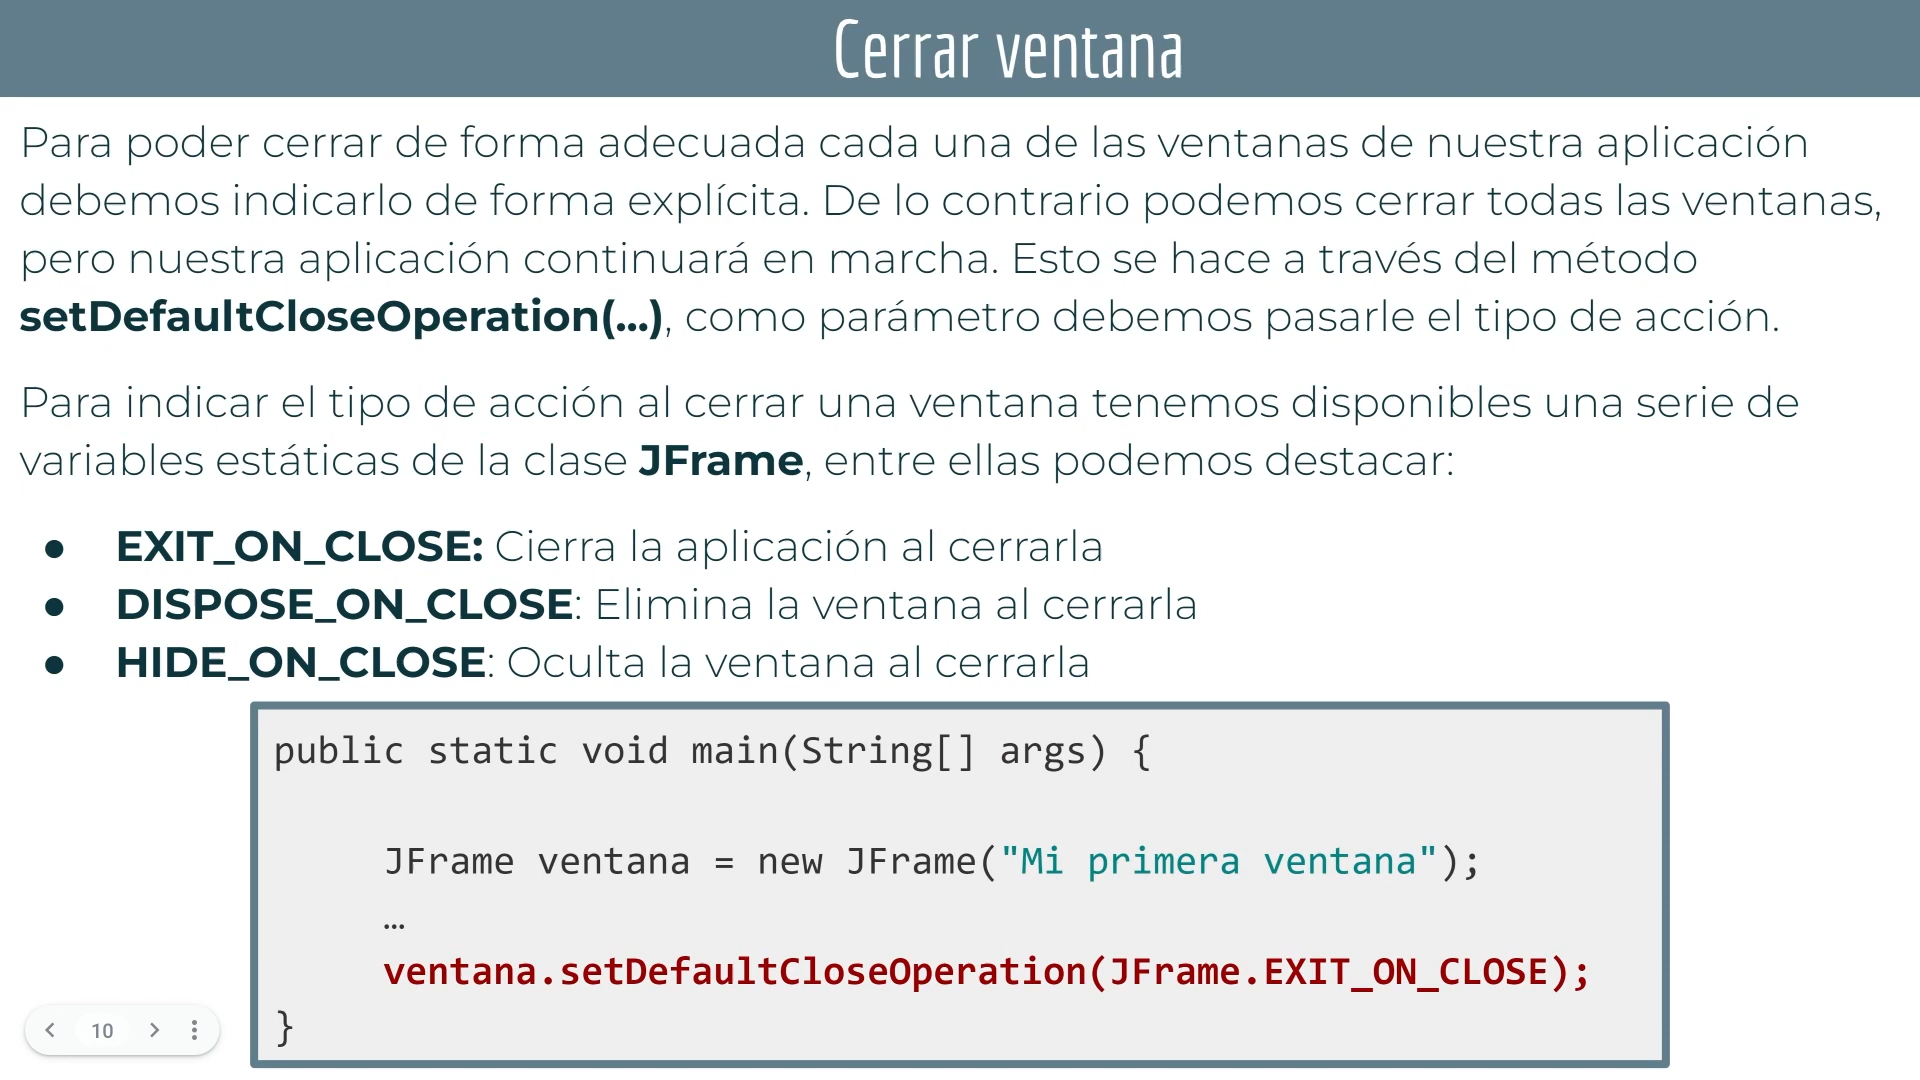 Cerrar ventana
Para poder cerrar de forma adecuada cada una de las ventanas de nuestra aplicación
debemos indicarlo de forma explícita. De lo contrario podemos cerrar todas las ventanas,
pero nuestra aplicación continuará en marcha. Esto se hace a través del método
setDefaultCloseOperation(...), como parámetro debemos pasarle el tipo de acción.
Para indicar el tipo de acción al cerrar una ventana tenemos disponibles una serie de
variables estáticas de la clase JFrame, entre ellas podemos destacar:
● EXIT_ON_CLOSE: Cierra la aplicación al cerrarla
● DISPOSE_ON_CLOSE: Elimina la ventana al cerrarla
● HIDE_ON_CLOSE: Oculta la ventana al cerrarla
public static void main(String[] args) {
JFrame ventana = new JFrame("Mi primera ventana");
…
ventana.setDefaultCloseOperation(JFrame.EXIT_ON_CLOSE);
}
10